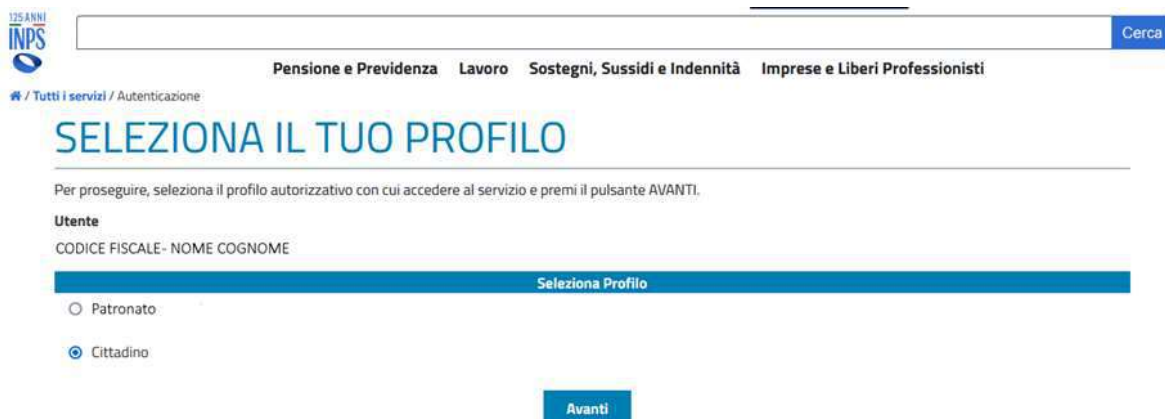 125 ANNI
INPS
Cerca
Pensione e Previdenza Lavoro Sostegni, Sussidi e Indennità Imprese e Liberi Professionisti
/ Tutti i servizi / Autenticazione
SELEZIONA IL TUO PROFILO
Per proseguire, seleziona il profilo autorizzativo con cui accedere al servizio e premi il pulsante AVANTI.
Utente
CODICE FISCALE- NOME COGNOME
Seleziona Profilo
Patronato
Cittadino
Avanti